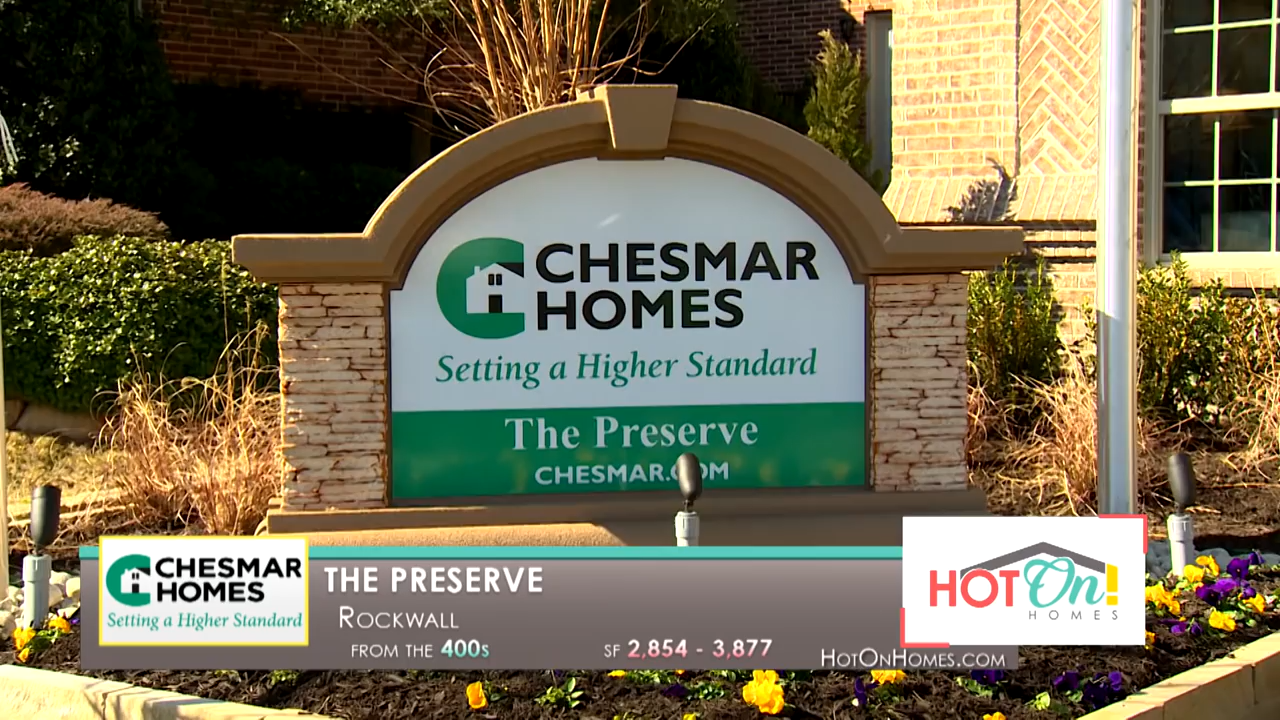 CHESMAR
HOMES
Setting a Higher Standard
The Preserve
CHESMAR.COM
CHESMAR
HOMES
Setting a Higher Standard
THE PRESERVE
ROCKWALL
FROM THE 400s
SF 2,854 - 3,877
HOTONHOMES.COM
HOT On!
HOMES